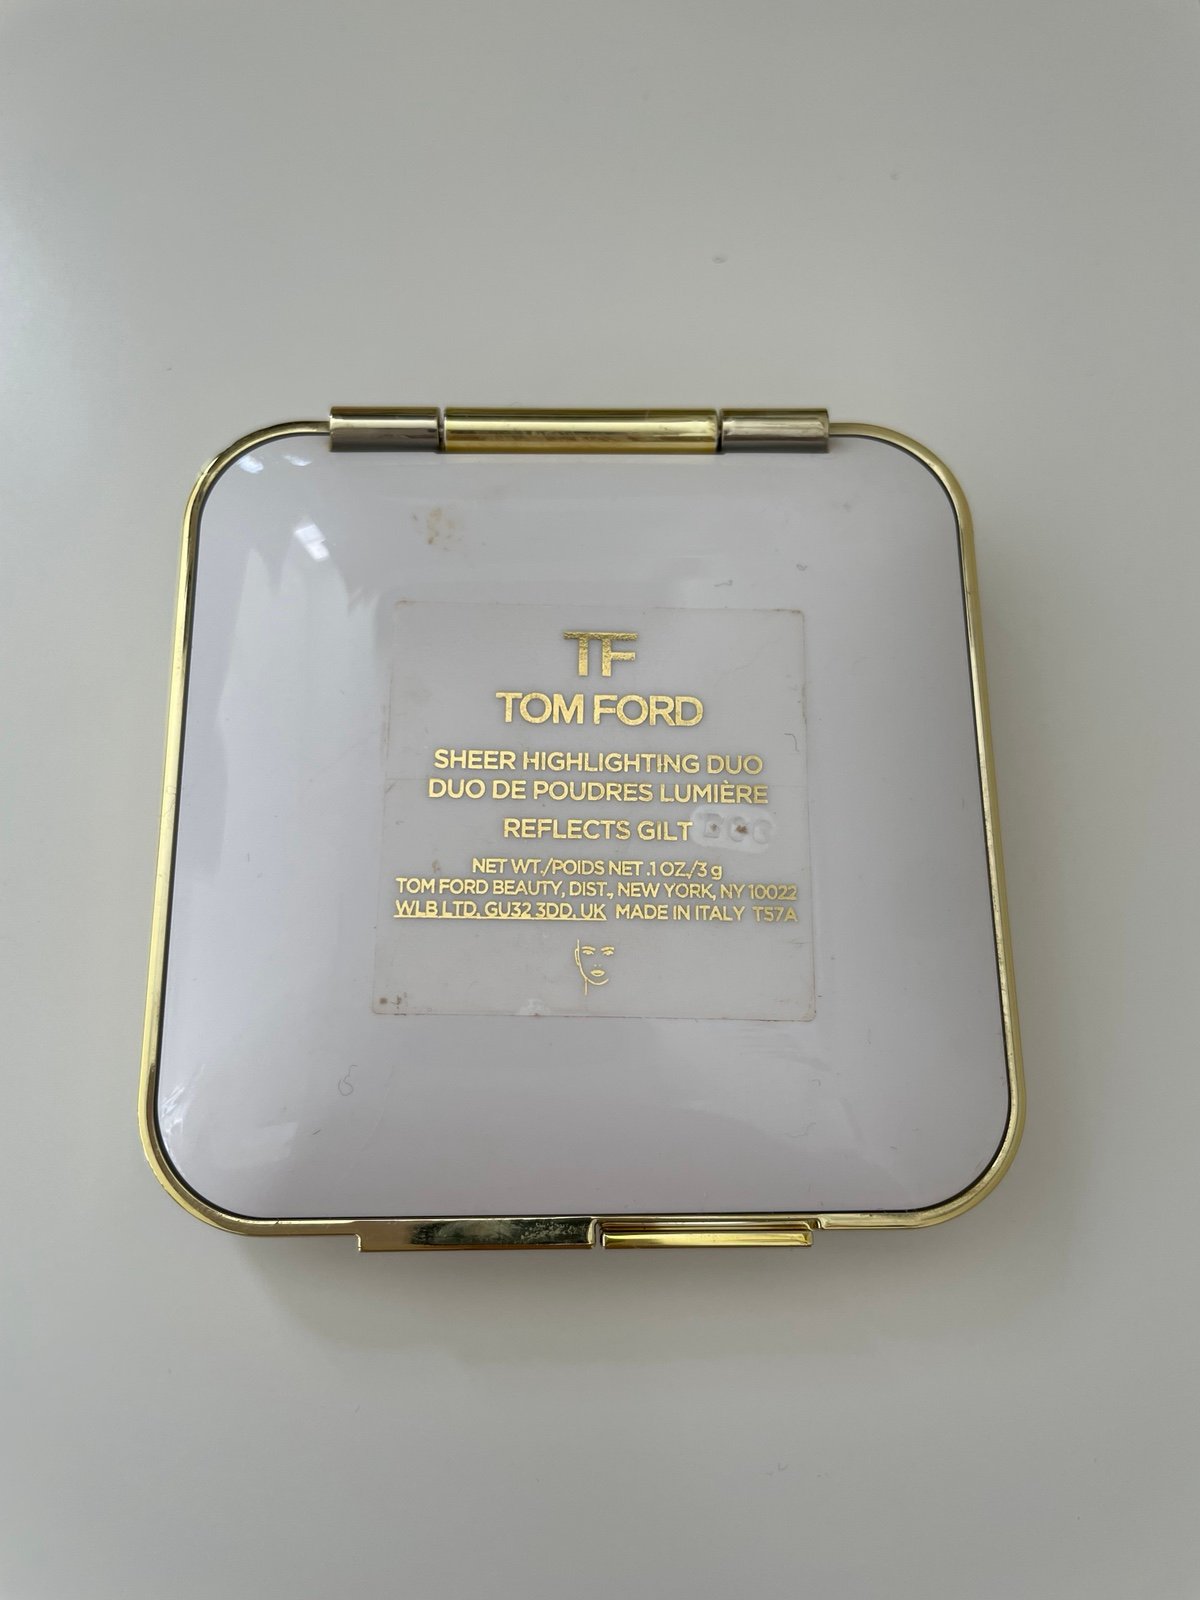 TF
TOM FORD
SHEER HIGHLIGHTING DUO
DUO DE POUDRES LUMIÈRE
REFLECTS GILT
NET WT./POIDS NET .1 OZ./3 g
TOM FORD BEAUTY, DIST., NEW YORK, NY 10022
WLB LTD, GU32 3DD, UK MADE IN ITALY T57A